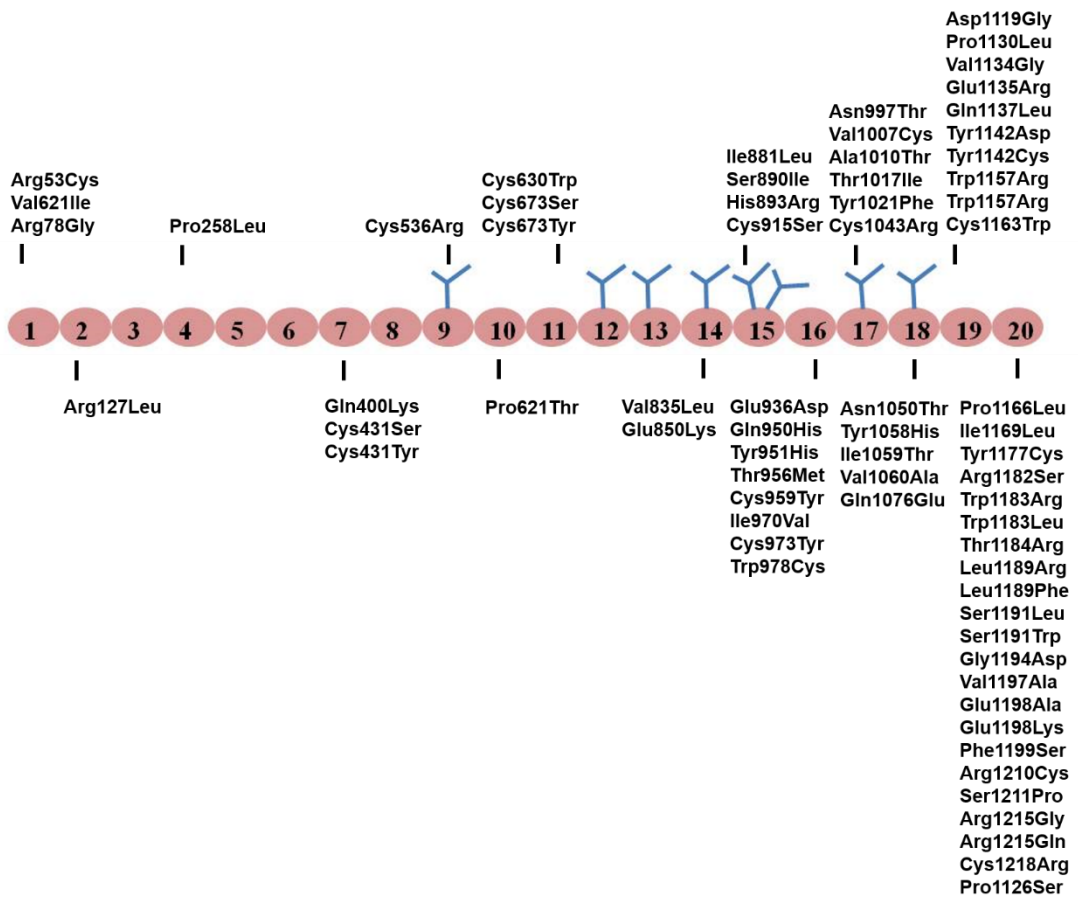 Arg53Cys
Val621Ile
Arg78Gly
Pro258Leu
Cys536Arg
Cys630Trp
Cys673Ser
Cys673Tyr
Ile881Leu
Ser890Ile
His893Arg
Cys915Ser
Asn997Thr
Val1007Cys
Ala1010Thr
Thr1017Ile
Tyr1021Phe
Cys1043Arg
Asp1119Gly
Pro1130Leu
Val1134Gly
Glu1135Arg
Gln1137Leu
Tyr1142Asp
Tyr1142Cys
Trp1157Arg
Trp1157Arg
Cys1163Trp
1 2 3 4 5 6 7 8 9 10 11 12 13 14 15 16 17 18 19 20
Arg127Leu
Gln400Lys
Cys431Ser
Cys431Tyr
Pro621Thr
Val835Leu
Glu850Lys
Glu936Asp
Gln950His
Tyr951His
Thr956Met
Cys959Tyr
Ile970Val
Cys973Tyr
Trp978Cys
Asn1050Thr
Tyr1058His
Ile1059Thr
Val1060Ala
Gln1076Glu
Pro1166Leu
Ile1169Leu
Tyr1177Cys
Arg1182Ser
Trp1183Arg
Trp1183Leu
Thr1184Arg
Leu1189Arg
Leu1189Phe
Ser1191Leu
Ser1191Trp
Gly1194Asp
Val1197Ala
Glu1198Ala
Glu1198Lys
Phe1199Ser
Arg1210Cys
Ser1211Pro
Arg1215Gly
Arg1215Gln
Cys1218Arg
Pro1126Ser